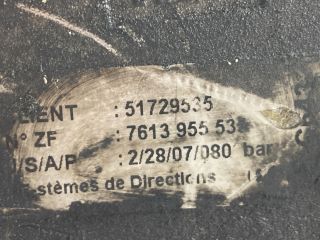 LIENT : 51729535
N° ZF : 7613 955 53
/S/A/P : 2/28/07/080 bar
stèmes de Directions